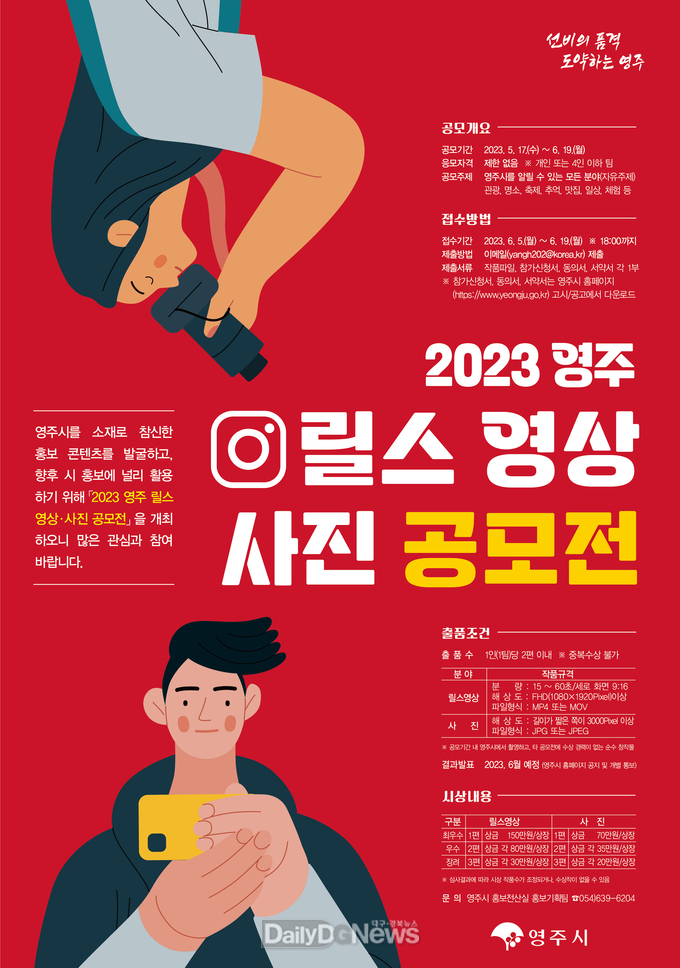 선비의 품격
도약하는 영주
공모개요
공모기간 2023. 5. 17.(수) ~ 6. 19.(월)
응모자격 제한 없음 ※ 개인 또는 4인 이하 팀
공모주제 영주시를 알릴 수 있는 모든 분야(자유주제)
관광, 명소, 축제, 추억, 맛집, 일상, 체험 등
접수방법
접수기간 2023. 6. 5.(월) ~ 6. 19.(월) ※ 18:00까지
제출방법 이메일(yangh202@korea.kr) 제출
제출서류 작품파일, 참가신청서, 동의서, 서약서 각 1부
※ 참가신청서, 동의서, 서약서는 영주시 홈페이지
(https://www.yeongju.go.kr) 고시/공고에서 다운로드
2023 영주
릴스 영상
사진 공모전
영주시를 소재로 참신한
홍보 콘텐츠를 발굴하고,
향후 시 홍보에 널리 활용
하기 위해 「2023 영주 릴스
영상·사진 공모전」을 개최
하오니 많은 관심과 참여
바랍니다.
출품조건
출 품 수 1인(1팀)당 2편 이내 ※ 중복수상 불가
분 야 작품규격
릴스영상 분 량 : 15 ~ 60초/세로 화면 9:16
해 상 도 : FHD(1080×1920Pixel)이상
파일형식 : MP4 또는 MOV
사 진 해 상 도 : 길이가 짧은 쪽이 3000Pixel 이상
파일형식 : JPG 또는 JPEG
※ 공모기간 내 영주시에서 촬영하고, 타 공모전에 수상 경력이 없는 순수 창작물
결과발표 2023. 6월 예정 (영주시 홈페이지 공지 및 개별 통보)
시상내용
구분 릴스영상 사 진
최우수 1편 상금 150만원/상장 1편 상금 70만원/상장
우수 2편 상금 각 80만원/상장 2편 상금 각 35만원/상장
장려 3편 상금 각 30만원/상장 3편 상금 각 20만원/상장
※ 심사결과에 따라 시상 작품수가 조정되거나, 수상작이 없을 수 있음
문 의 영주시 홍보전산실 홍보기획팀 ☎054)639-6204
대구·경북뉴스
DailyDGNews
영주시